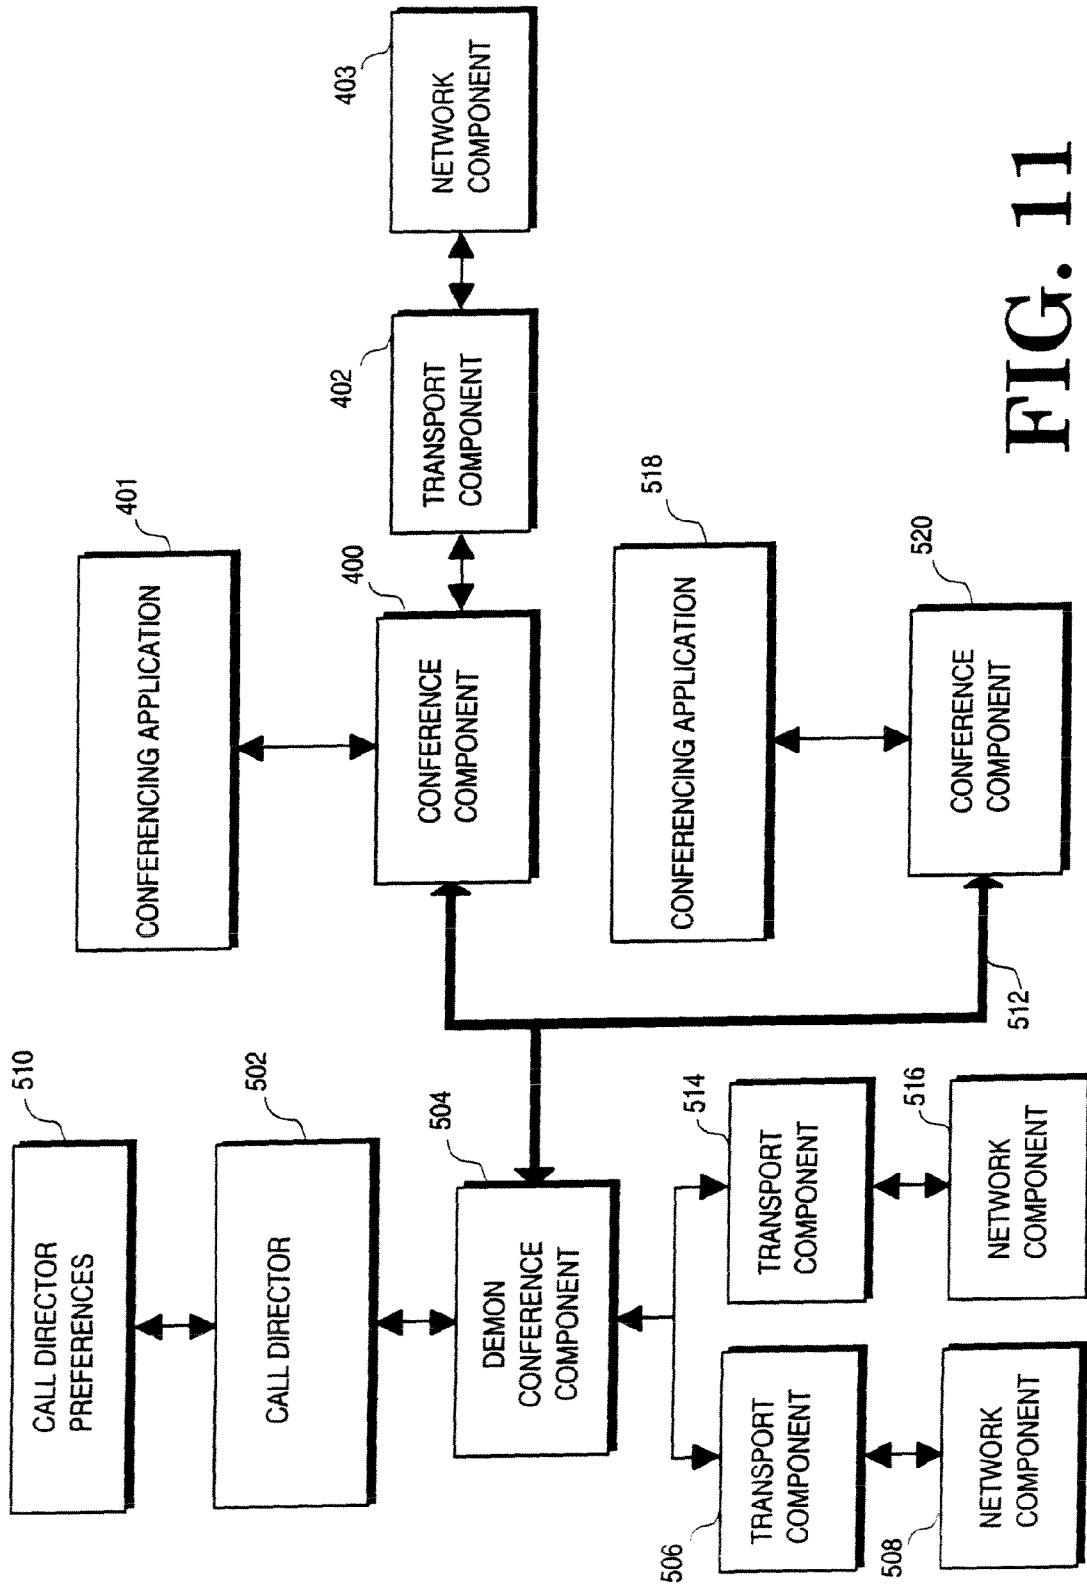 510
CALL DIRECTOR
PREFERENCES
502
CALL DIRECTOR
504
DEMON
CONFERENCE
COMPONENT
506
TRANSPORT
COMPONENT
508
NETWORK
COMPONENT
514
TRANSPORT
COMPONENT
516
NETWORK
COMPONENT
512
401
CONFERENCING APPLICATION
400
CONFERENCE
COMPONENT
402
TRANSPORT
COMPONENT
403
NETWORK
COMPONENT
518
CONFERENCING APPLICATION
520
CONFERENCE
COMPONENT
FIG. 11